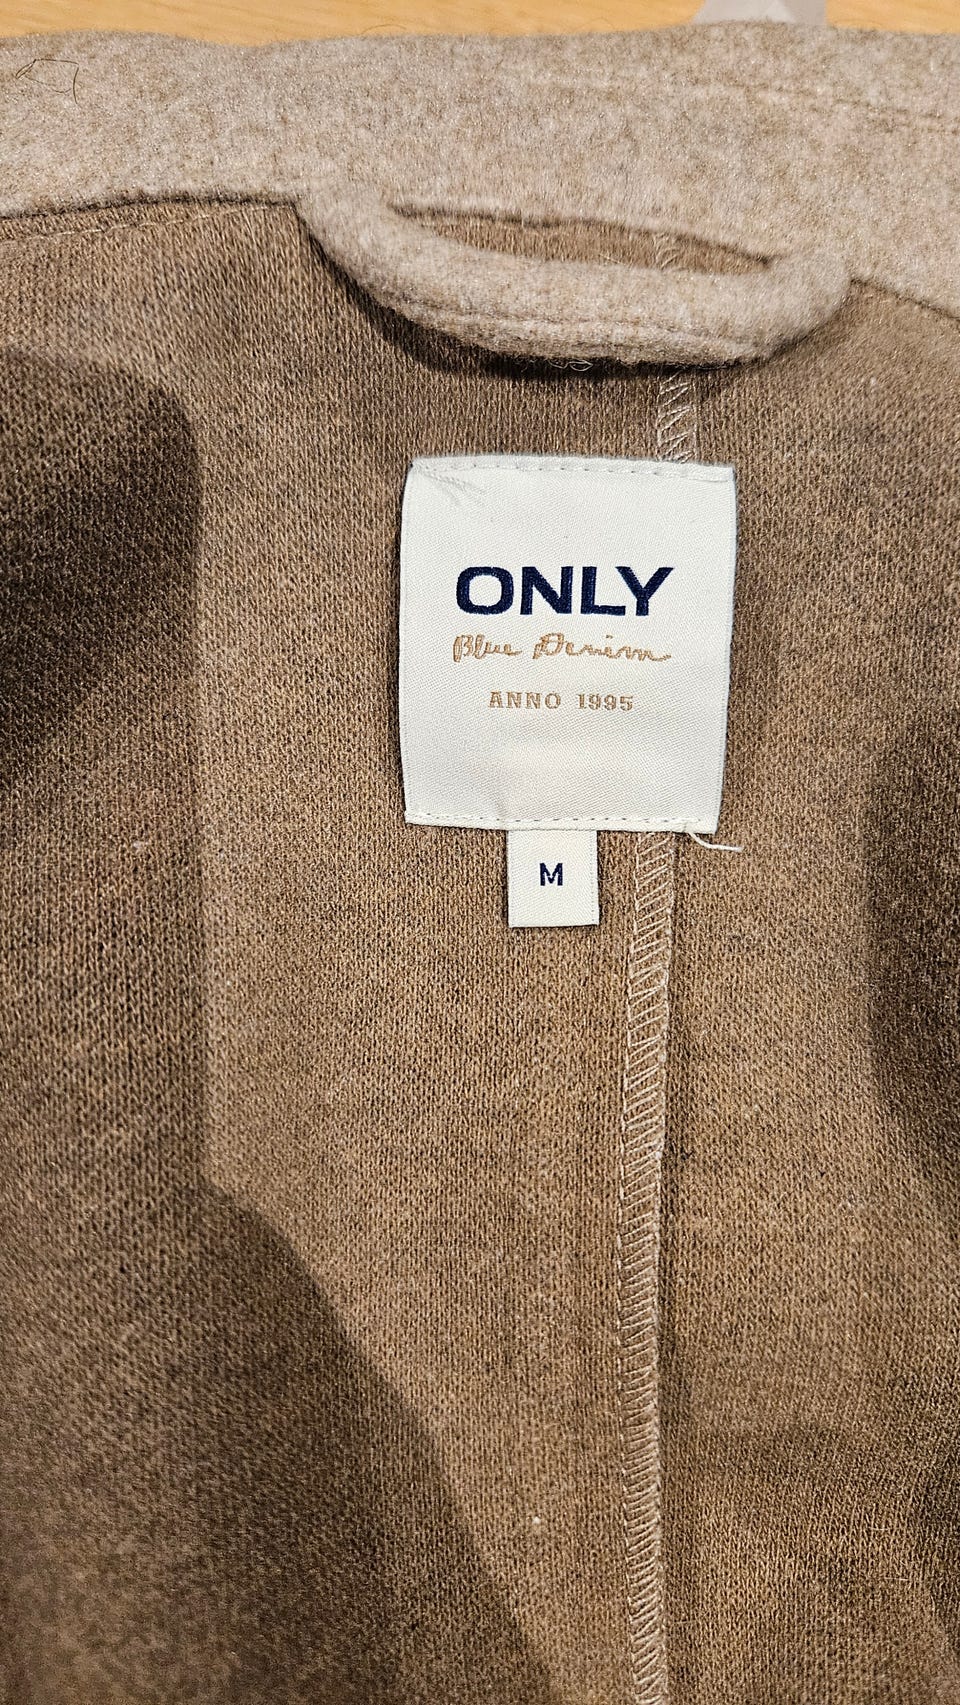 ONLY
Blue Denim
ANNO 1995
M